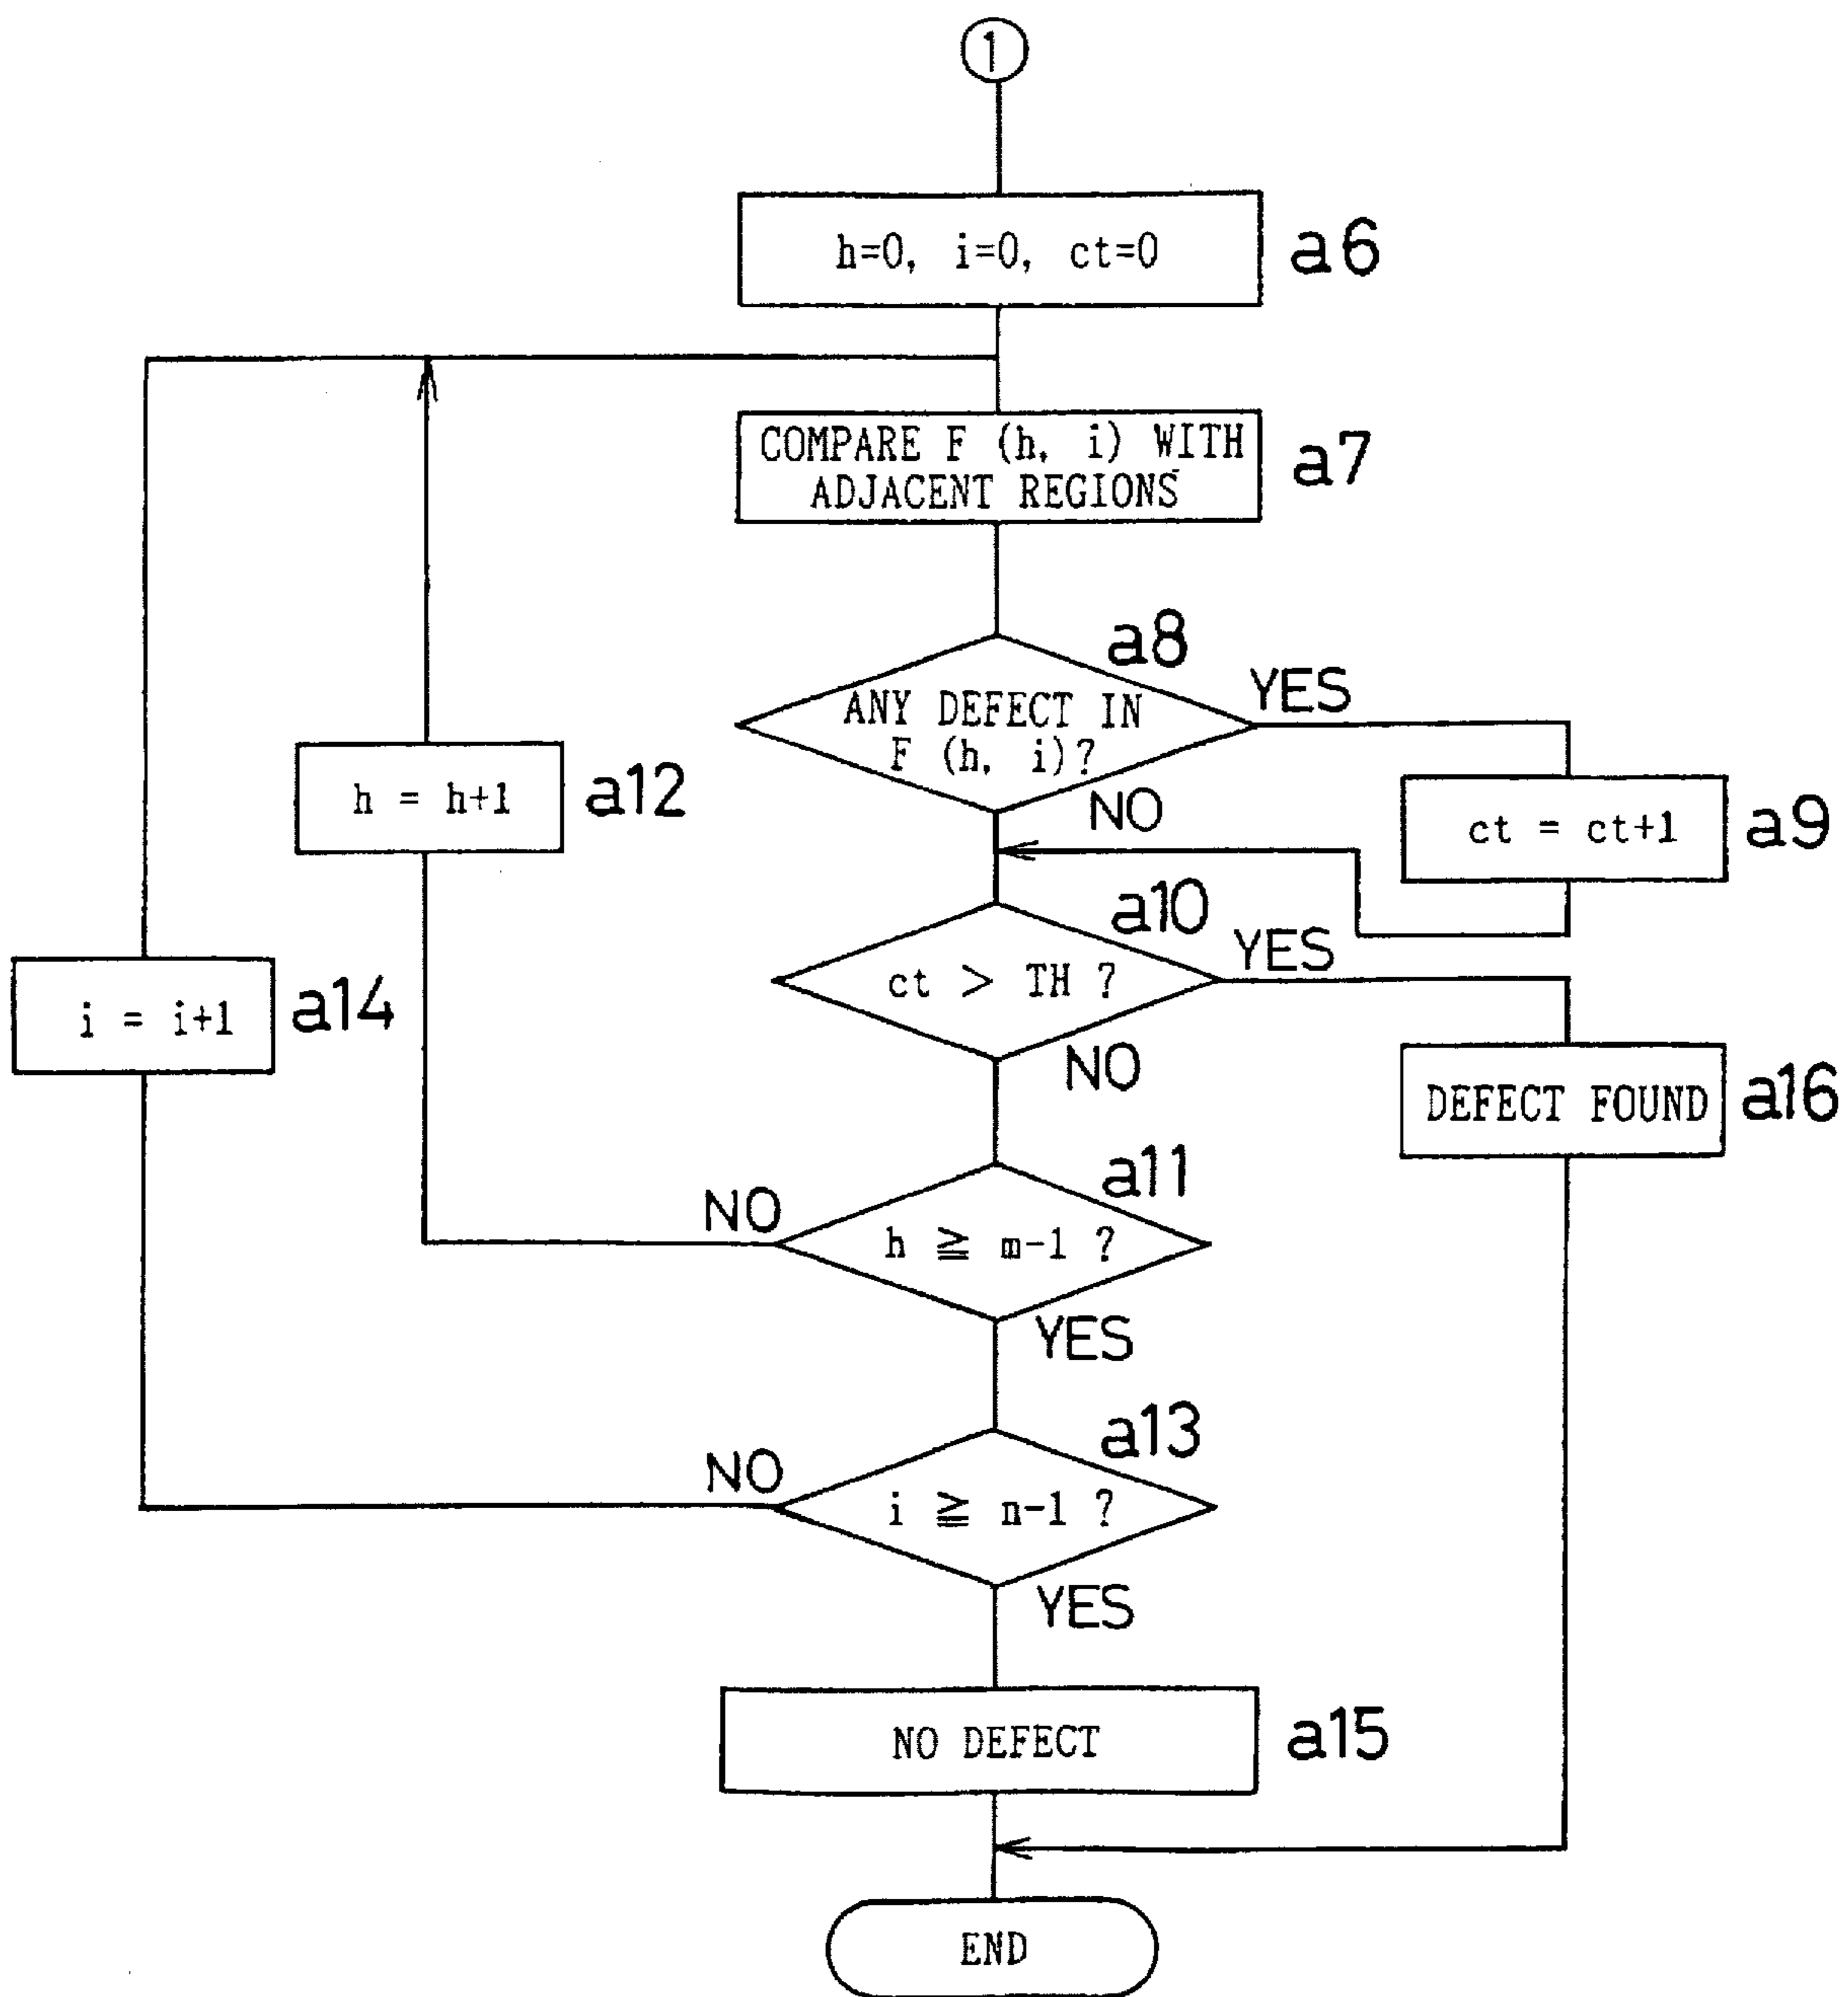 1
h=0, i=0, ct=0
a6
COMPARE F (h, i) WITH
ADJACENT REGIONS
a7
a8
ANY DEFECT IN
F (h, i)?
YES
NO
h = h+1
a12
ct = ct+1
a9
a10
ct > TH ?
YES
NO
i = i+1
a14
DEFECT FOUND
a16
a11
h ≧ m-1 ?
NO
YES
a13
i ≧ n-1 ?
NO
YES
NO DEFECT
a15
END